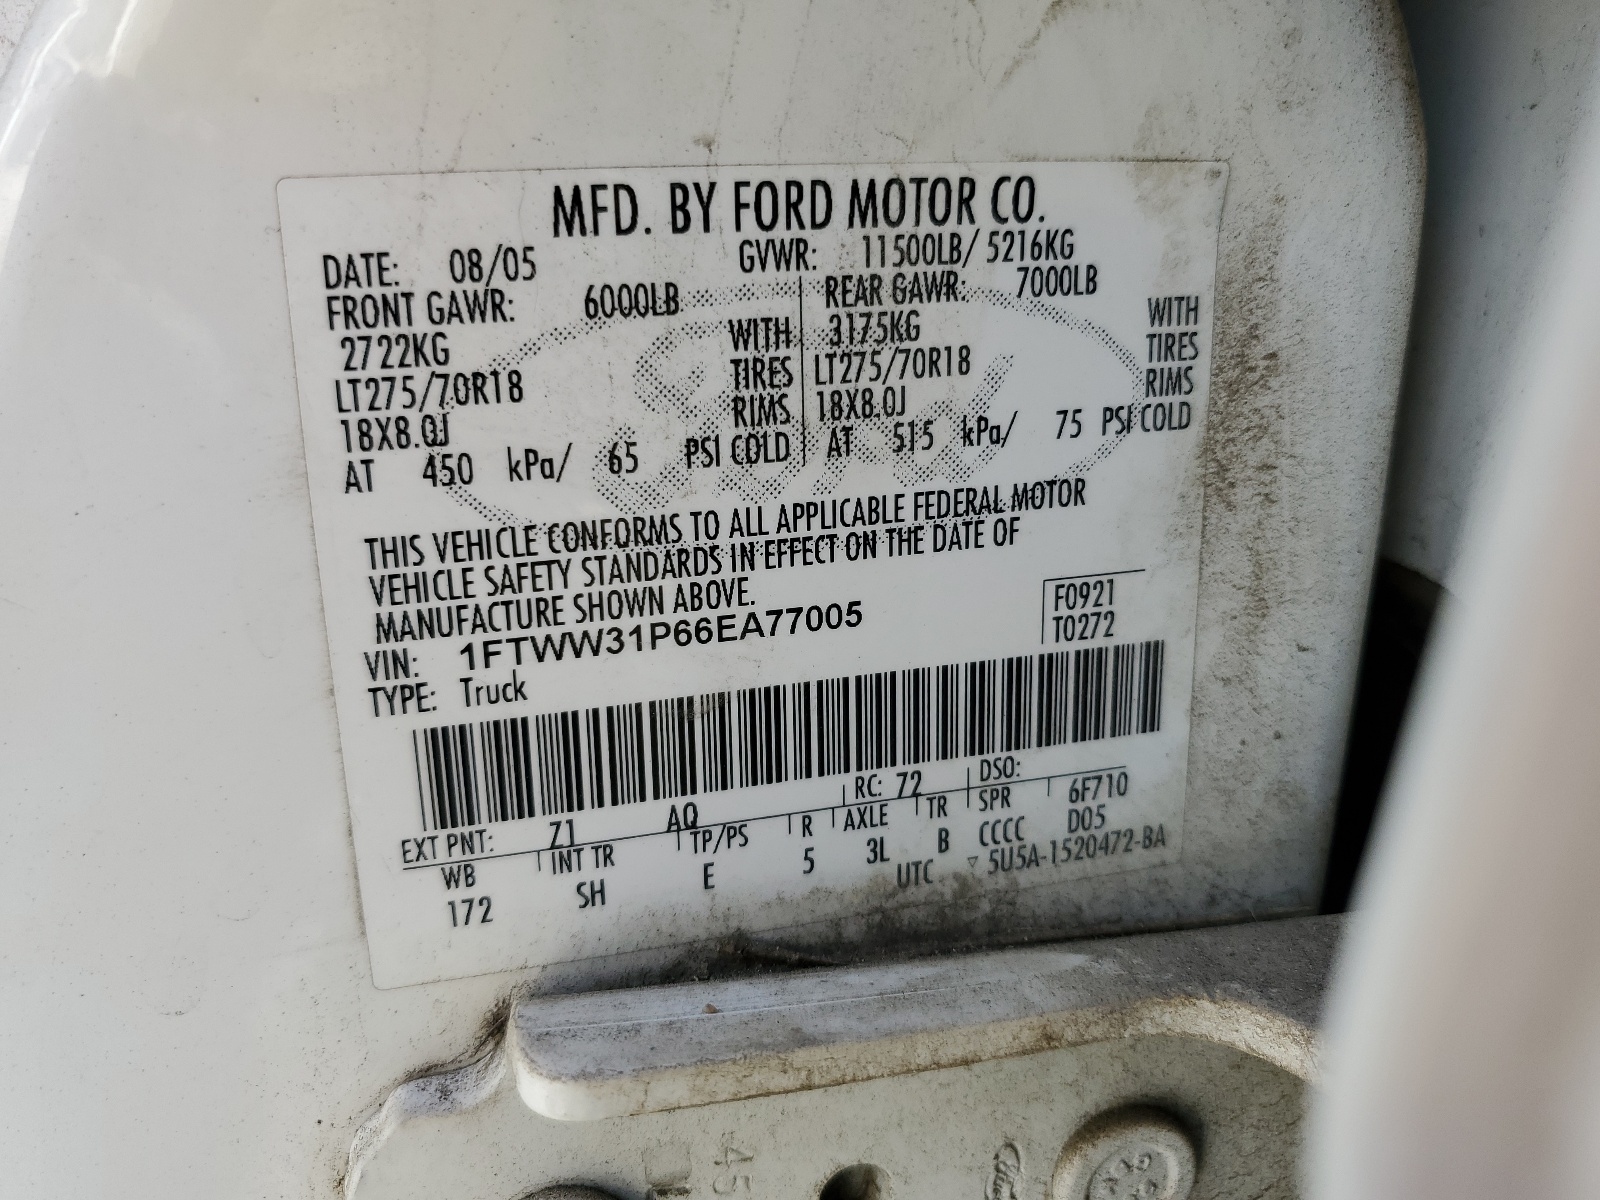 MFD. BY FORD MOTOR CO.
DATE: 08/05 GVWR: 11500LB/ 5216KG
FRONT GAWR: 6000LB REAR GAWR: 7000LB
2722KG WITH 3175KG WITH
LT275/70R18 TIRES LT275/70R18 TIRES
18X8.0J RIMS 18X8.0J RIMS
AT 450 kPa/ 65 PSI COLD AT 515 kPa/ 75 PSI COLD
THIS VEHICLE CONFORMS TO ALL APPLICABLE FEDERAL MOTOR
VEHICLE SAFETY STANDARDS IN EFFECT ON THE DATE OF
MANUFACTURE SHOWN ABOVE.
F0921
VIN: 1FTWW31P66EA77005 T0272
TYPE: Truck
EXT PNT: Z1 AQ RC: 72 DSO:
WB INT TR TP/PS R AXLE TR SPR 6F710
172 SH E 5 3L B CCCC D05
UTC ▽ 5U5A-1520472-BA
45